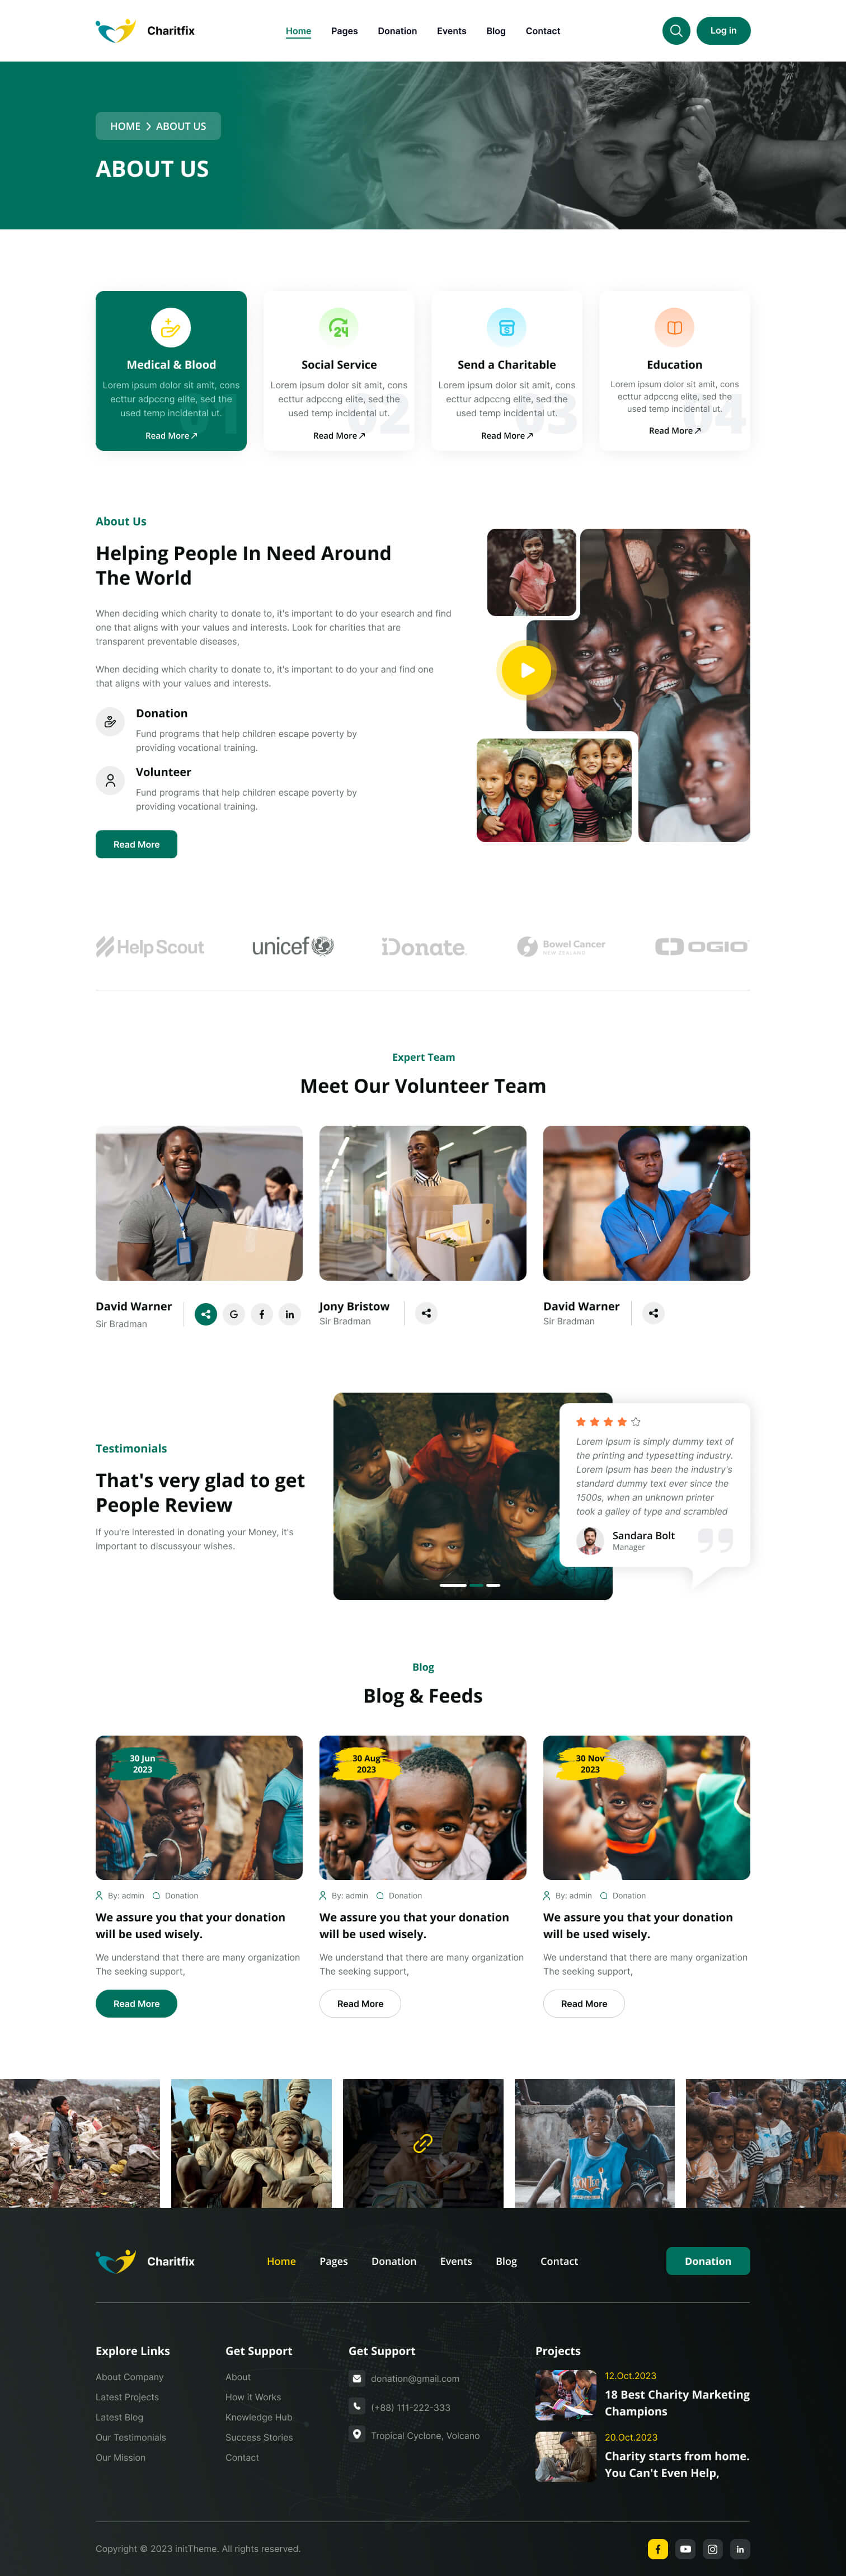 Charitfix
Home Pages Donation Events Blog Contact
Log in
HOME > ABOUT US
ABOUT US
01
Medical & Blood
Lorem ipsum dolor sit amit, cons
ecttur adpccng elite, sed the
used temp incidental ut.
Read More
24
02
Social Service
Lorem ipsum dolor sit amit, cons
ecttur adpccng elite, sed the
used temp incidental ut.
Read More
03
Send a Charitable
Lorem ipsum dolor sit amit, cons
ecttur adpccng elite, sed the
used temp incidental ut.
Read More
04
Education
Lorem ipsum dolor sit amit, cons
ecttur adpccng elite, sed the
used temp incidental ut.
Read More
About Us
Helping People In Need Around
The World
When deciding which charity to donate to, it's important to do your esearch and find
one that aligns with your values and interests. Look for charities that are
transparent preventable diseases,
When deciding which charity to donate to, it's important to do your and find one
that aligns with your values and interests.
Donation
Fund programs that help children escape poverty by
providing vocational training.
Volunteer
Fund programs that help children escape poverty by
providing vocational training.
Read More
Help Scout
unicef
iDonate
Bowel Cancer
NEW ZEALAND
OGIO
Expert Team
Meet Our Volunteer Team
David Warner
Sir Bradman
G f in
Jony Bristow
Sir Bradman
David Warner
Sir Bradman
Testimonials
That's very glad to get
People Review
If you're interested in donating your Money, it's
important to discussyour wishes.
Lorem Ipsum is simply dummy text of
the printing and typesetting industry.
Lorem Ipsum has been the industry's
standard dummy text ever since the
1500s, when an unknown printer
took a galley of type and scrambled
Sandara Bolt
Manager
Blog
Blog & Feeds
30 Jun
2023
By: admin Donation
We assure you that your donation
will be used wisely.
We understand that there are many organization
The seeking support,
Read More
30 Aug
2023
By: admin Donation
We assure you that your donation
will be used wisely.
We understand that there are many organization
The seeking support,
Read More
30 Nov
2023
By: admin Donation
We assure you that your donation
will be used wisely.
We understand that there are many organization
The seeking support,
Read More
Charitfix
Home Pages Donation Events Blog Contact
Donation
Explore Links
About Company
Latest Projects
Latest Blog
Our Testimonials
Our Mission
Get Support
About
How it Works
Knowledge Hub
Success Stories
Contact
Get Support
donation@gmail.com
(+88) 111-222-333
Tropical Cyclone, Volcano
Projects
12.Oct.2023
18 Best Charity Marketing
Champions
20.Oct.2023
Charity starts from home.
You Can't Even Help,
Copyright © 2023 initTheme. All rights reserved.
f in